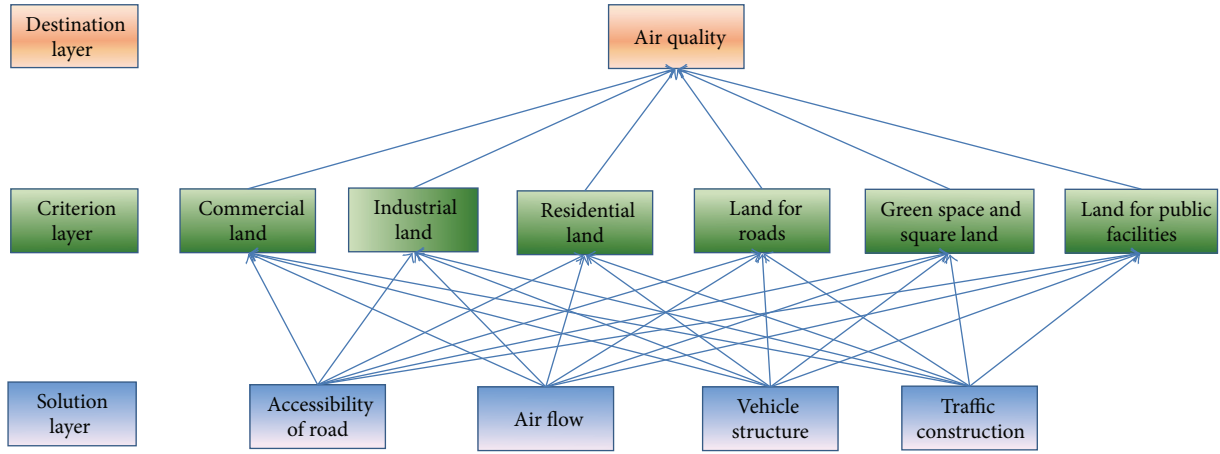 Destination
layer
Air quality
Criterion
layer
Commercial
land
Industrial
land
Residential
land
Land for
roads
Green space and
square land
Land for public
facilities
Solution
layer
Accessibility
of road
Air flow
Vehicle
structure
Traffic
construction